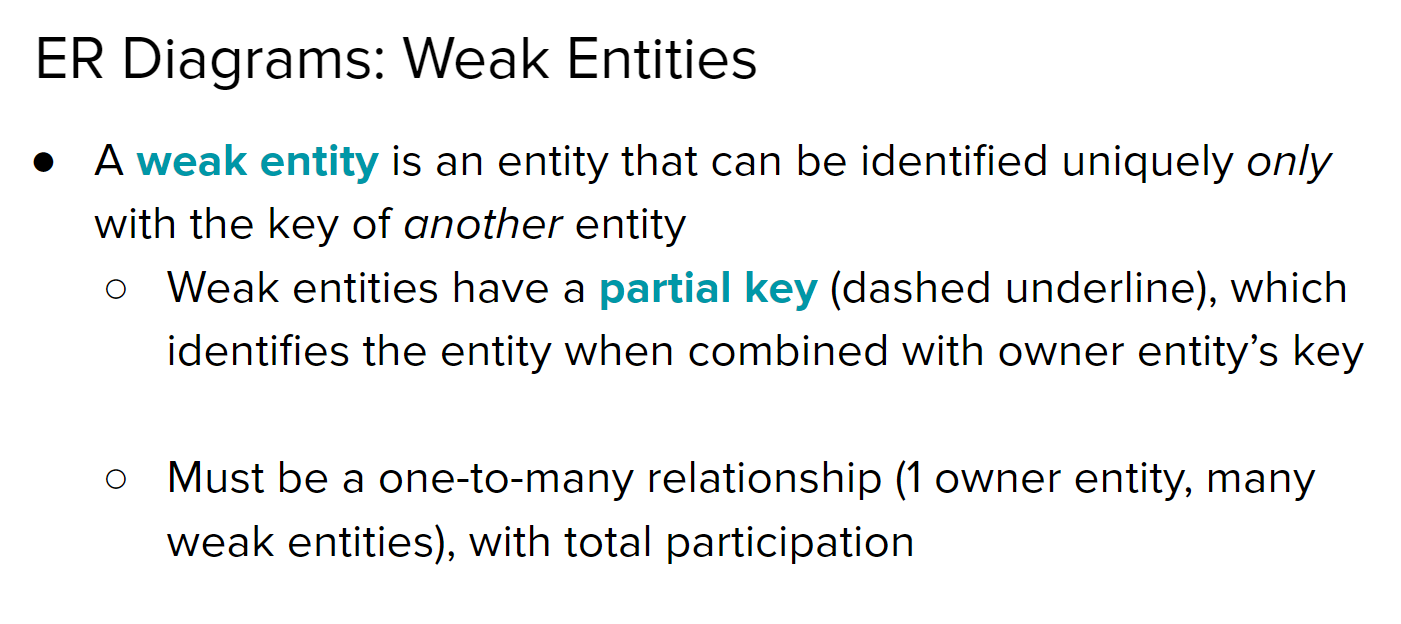 ER Diagrams: Weak Entities
● A weak entity is an entity that can be identified uniquely only
with the key of another entity
○ Weak entities have a partial key (dashed underline), which
identifies the entity when combined with owner entity’s key
○ Must be a one-to-many relationship (1 owner entity, many
weak entities), with total participation